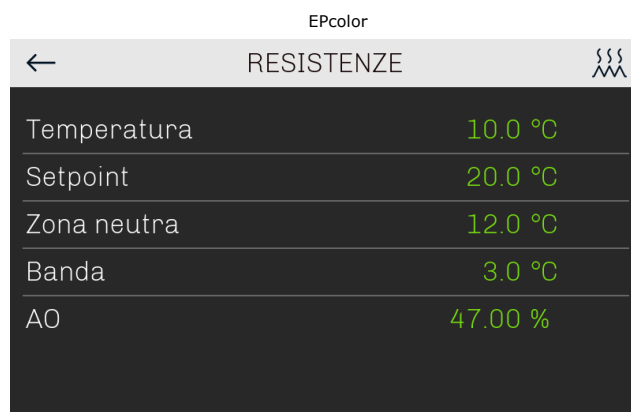 EPcolor
RESISTENZE
Temperatura 10.0 °C
Setpoint 20.0 °C
Zona neutra 12.0 °C
Banda 3.0 °C
AO 47.00 %